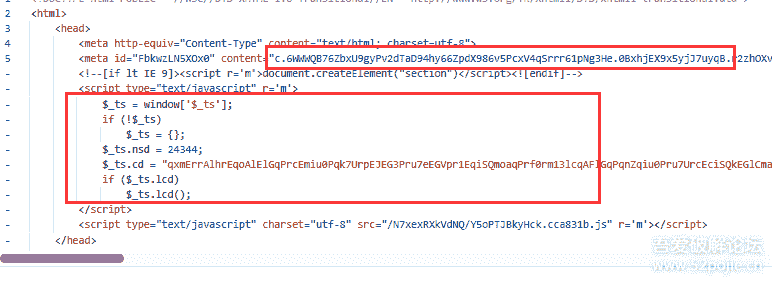 <html>
<head>
<meta http-equiv="Content-Type" content="text/html; charset=utf-8">
<meta id="FbkwzLN5XOx0" content="c.6WWWQB76ZbxU9gyPv2dTaD94hy66ZpdX986v5PcxV4qSrrr61pNg3He.0BxhjEX9x5yjJ7uyqB.r2zhOXv
<!--[if lt IE 9]><script r='m'>document.createElement("section")</script><![endif]-->
<script type="text/javascript" r='m'>
$_ts = window['$_ts'];
if (!$_ts)
$_ts = {};
$_ts.nsd = 24344;
$_ts.cd = "qxmErrAlhrEqoAlElGqPrcEmiu0Pqk7UrpEJEG3Pru7eEGVpr1EqiSQmoaqPrf0rm13lcqAFlGqPqnZqiu0Pru7UrcEciSQkEGlCma
if ($_ts.lcd)
$_ts.lcd();
</script>
<script type="text/javascript" charset="utf-8" src="/N7xexRXkVdNQ/Y5oPTJBkyHck.cca831b.js" r='m'></script>
</head>
吾爱破解论坛
www.52pojie.cn